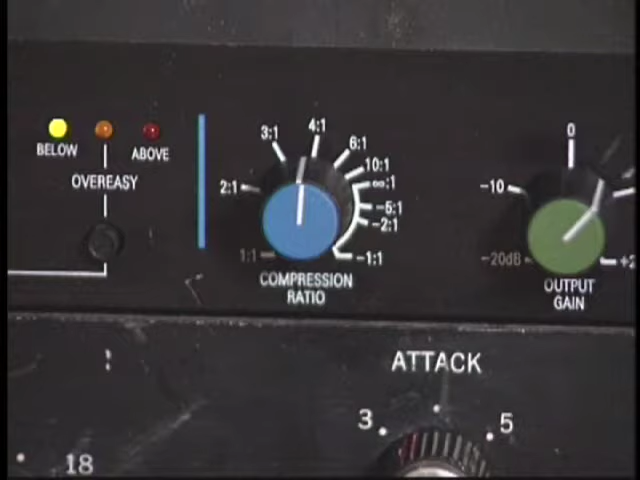 BELOW
ABOVE
OVEREASY
1:1
2:1
3:1
4:1
6:1
10:1
∞:1
-5:1
-2:1
-1:1
COMPRESSION
RATIO
-20dB
-10
0
OUTPUT
GAIN
ATTACK
3
5
18